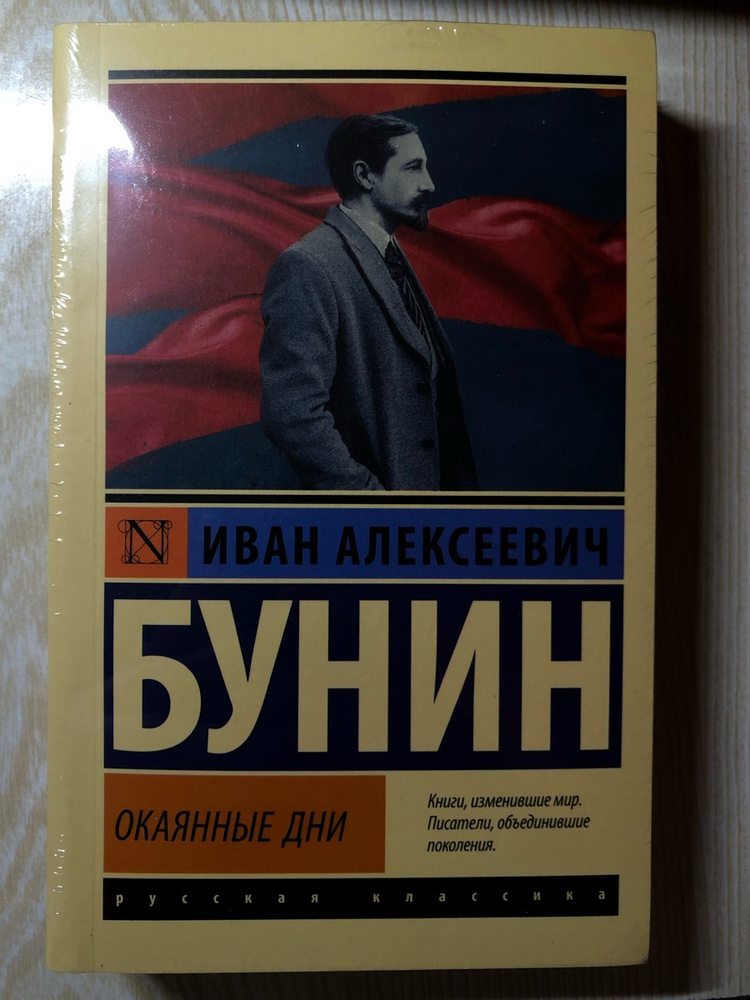 N ИВАН АЛЕКСЕЕВИЧ
БУНИН
ОКАЯННЫЕ ДНИ
Книги, изменившие мир.
Писатели, объединившие
поколения.
русская классика